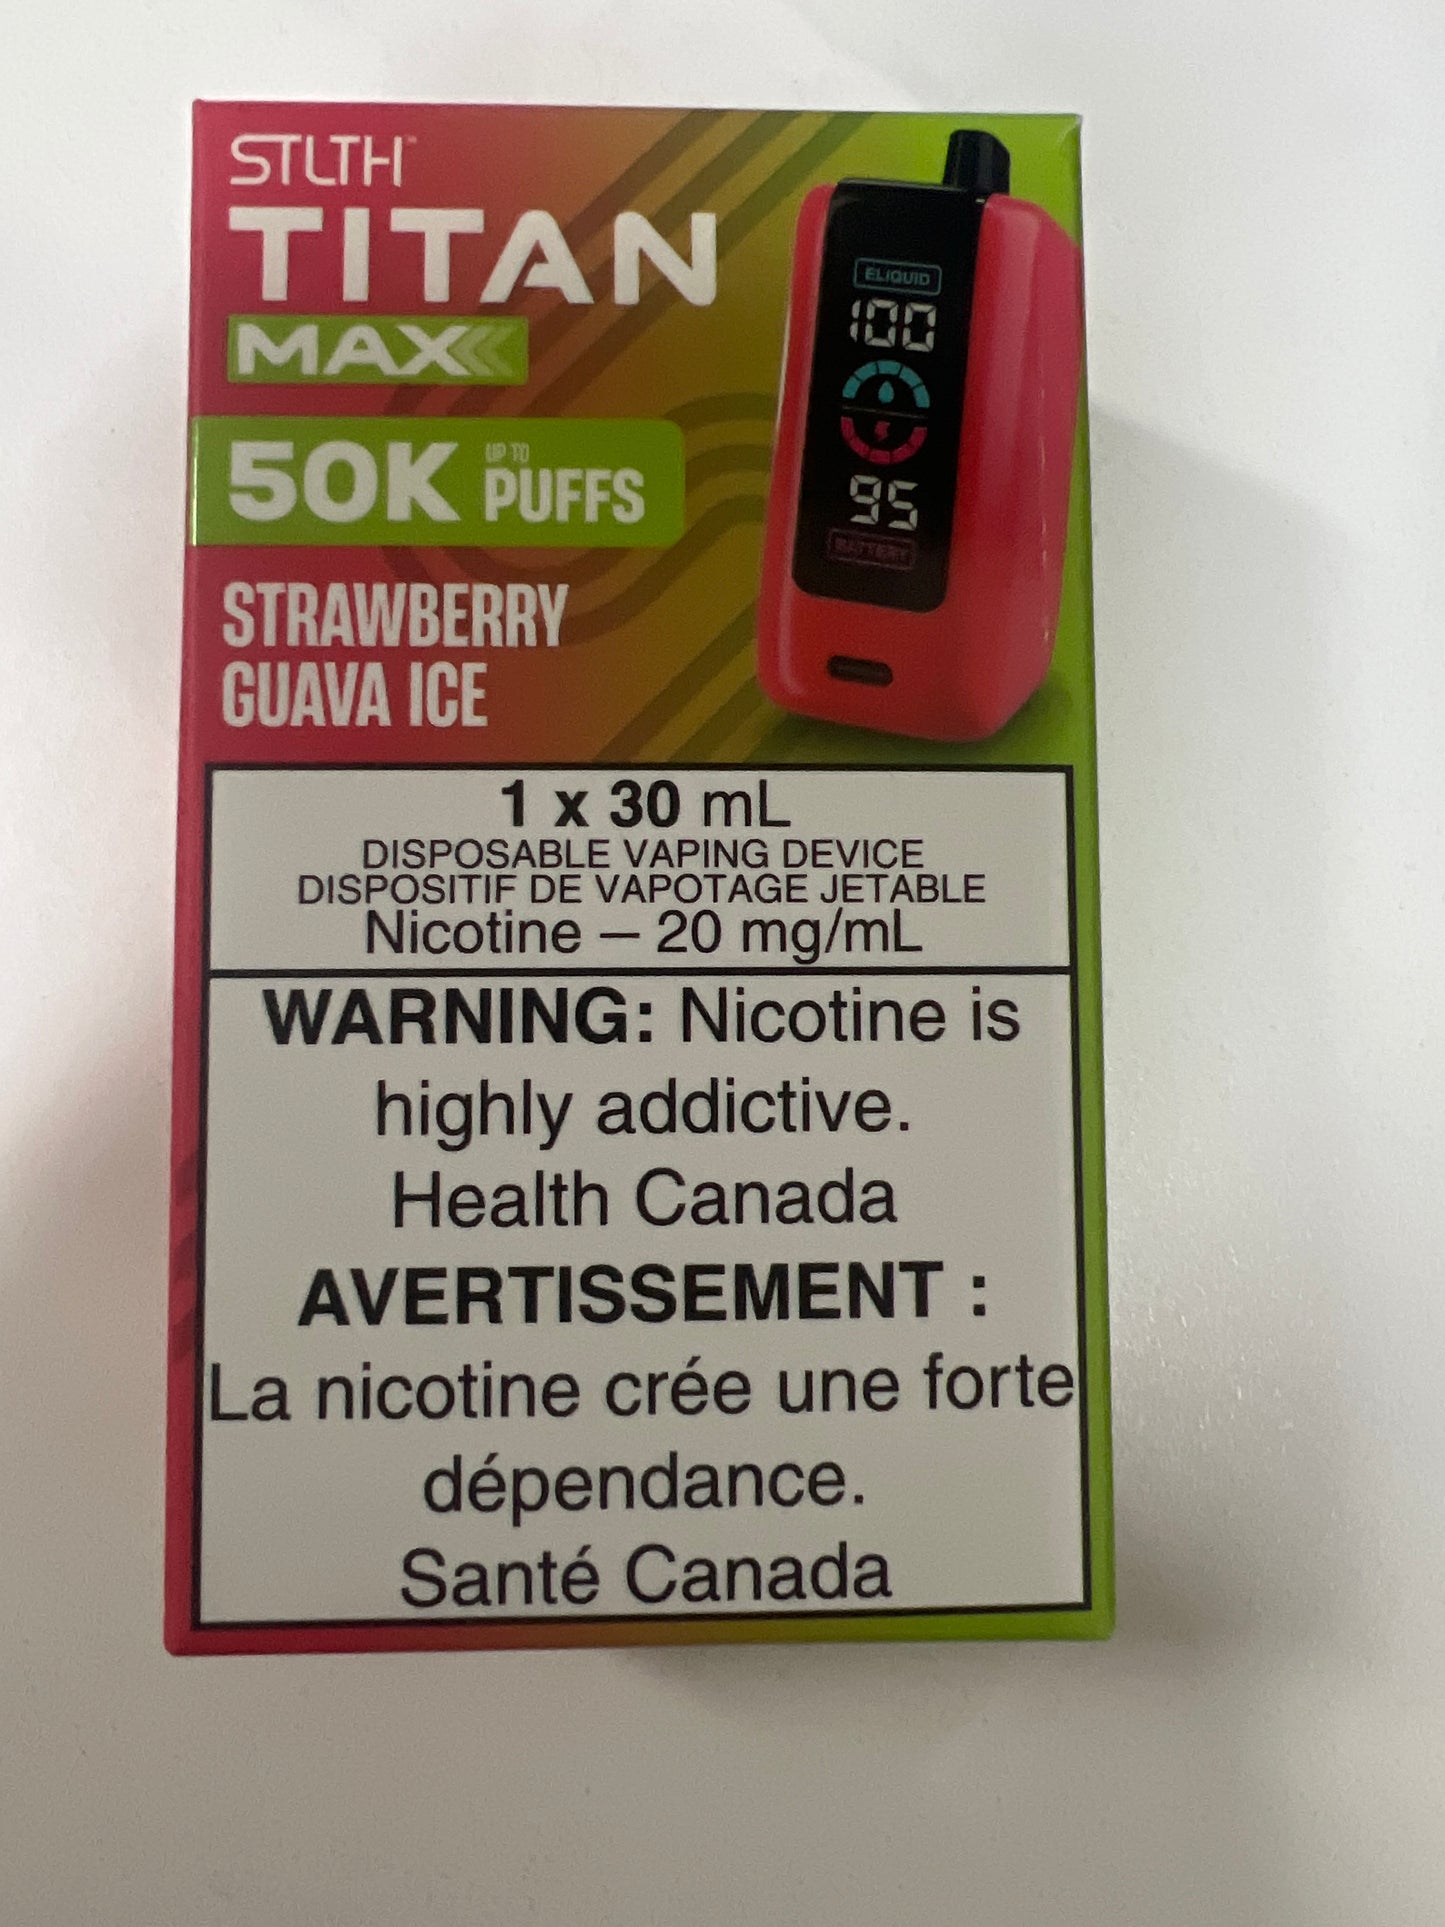 STLTH™
TITAN
MAX
50K UP TO PUFFS
STRAWBERRY
GUAVA ICE
ELIQUID
100
95
BATTERY
1 x 30 mL
DISPOSABLE VAPING DEVICE
DISPOSITIF DE VAPOTAGE JETABLE
Nicotine – 20 mg/mL
WARNING: Nicotine is
highly addictive.
Health Canada
AVERTISSEMENT :
La nicotine crée une forte
dépendance.
Santé Canada